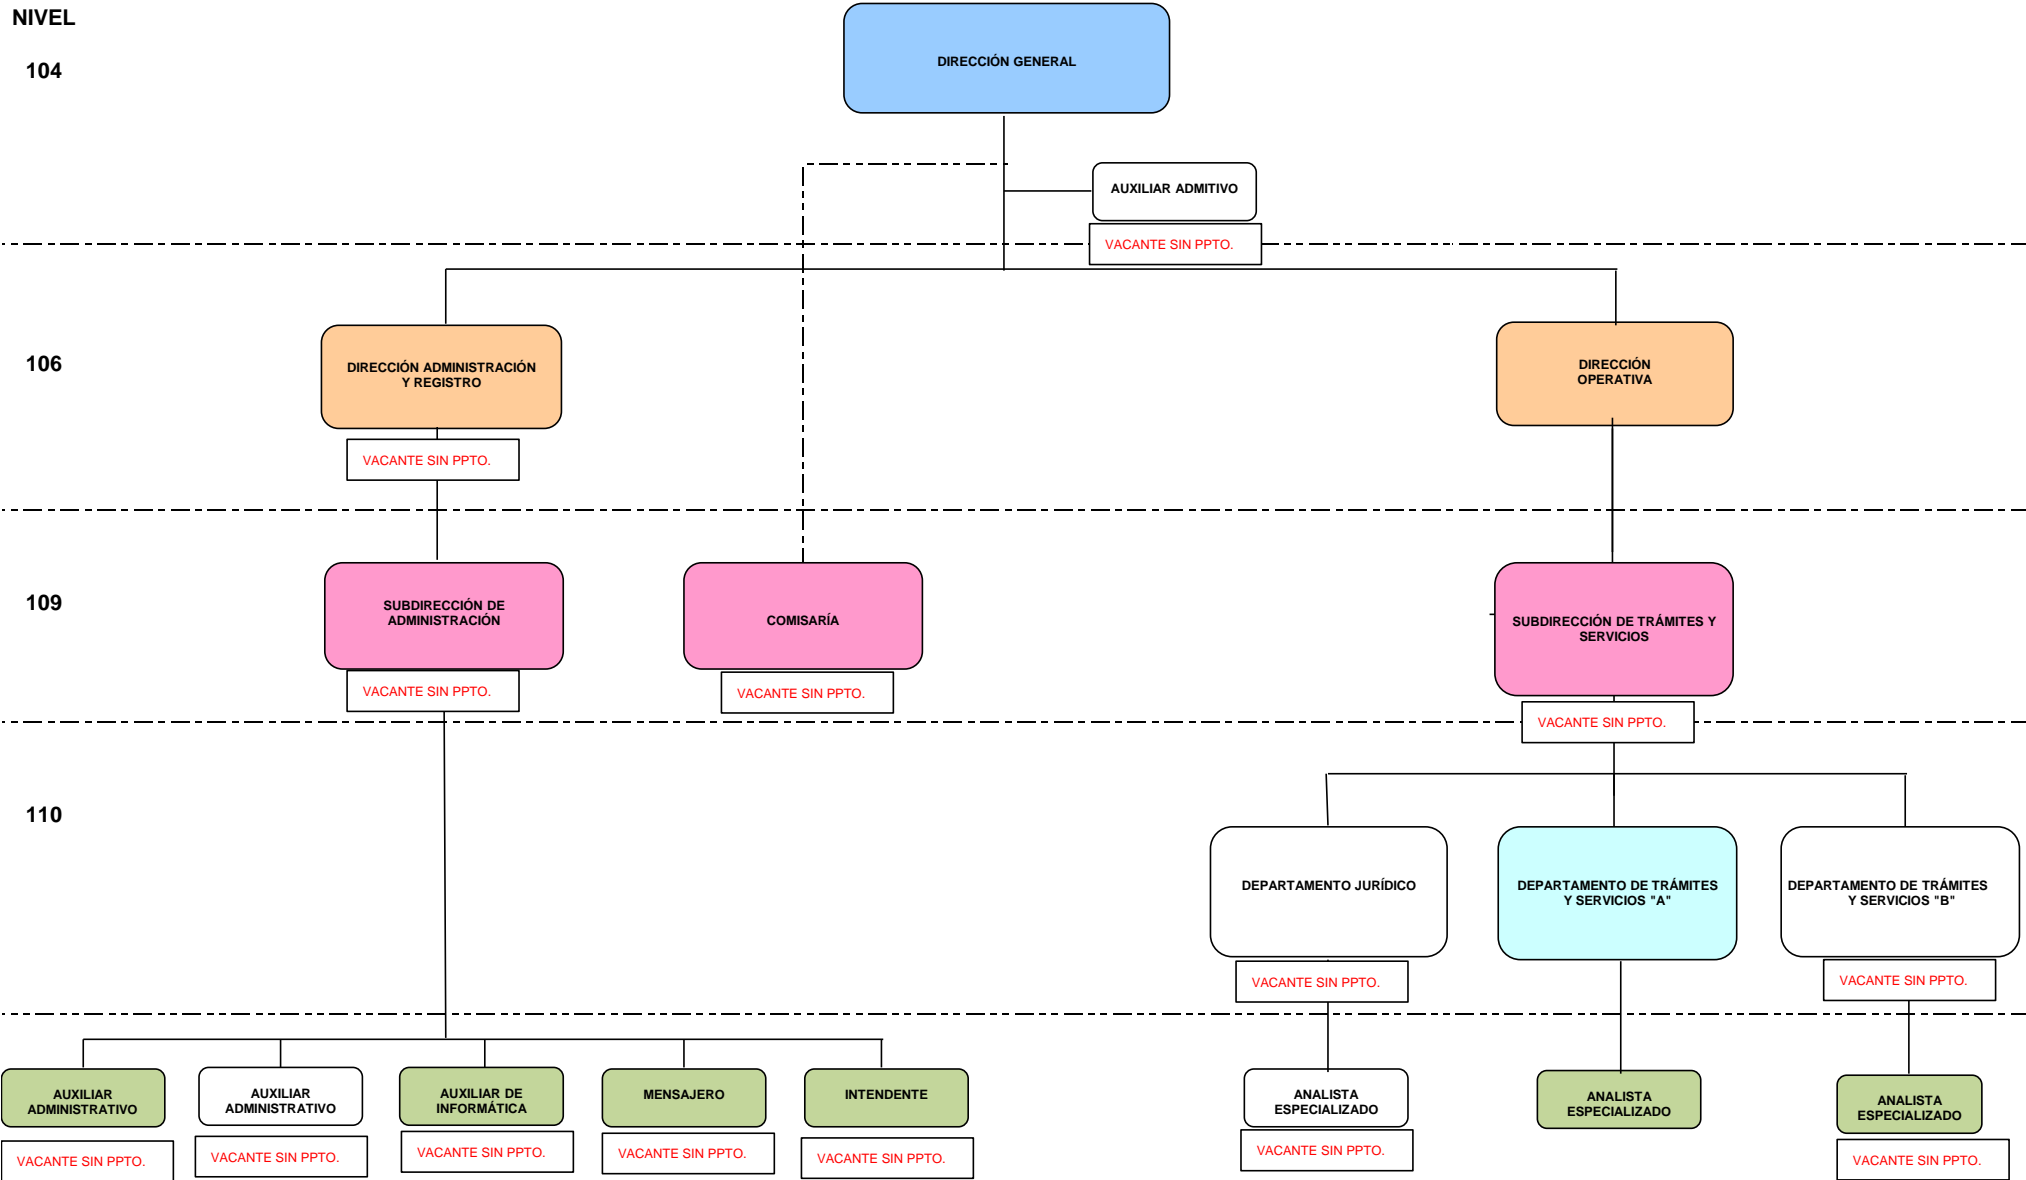 NIVEL
104
DIRECCIÓN GENERAL
AUXILIAR ADMITIVO
VACANTE SIN PPTO.
106
DIRECCIÓN ADMINISTRACIÓN
Y REGISTRO
VACANTE SIN PPTO.
DIRECCIÓN
OPERATIVA
109
SUBDIRECCIÓN DE
ADMINISTRACIÓN
VACANTE SIN PPTO.
COMISARÍA
VACANTE SIN PPTO.
SUBDIRECCIÓN DE TRÁMITES Y
SERVICIOS
VACANTE SIN PPTO.
110
DEPARTAMENTO JURÍDICO
VACANTE SIN PPTO.
DEPARTAMENTO DE TRÁMITES
Y SERVICIOS "A"
DEPARTAMENTO DE TRÁMITES
Y SERVICIOS "B"
VACANTE SIN PPTO.
AUXILIAR
ADMINISTRATIVO
VACANTE SIN PPTO.
AUXILIAR
ADMINISTRATIVO
VACANTE SIN PPTO.
AUXILIAR DE
INFORMÁTICA
VACANTE SIN PPTO.
MENSAJERO
VACANTE SIN PPTO.
INTENDENTE
VACANTE SIN PPTO.
ANALISTA
ESPECIALIZADO
VACANTE SIN PPTO.
ANALISTA
ESPECIALIZADO
ANALISTA
ESPECIALIZADO
VACANTE SIN PPTO.